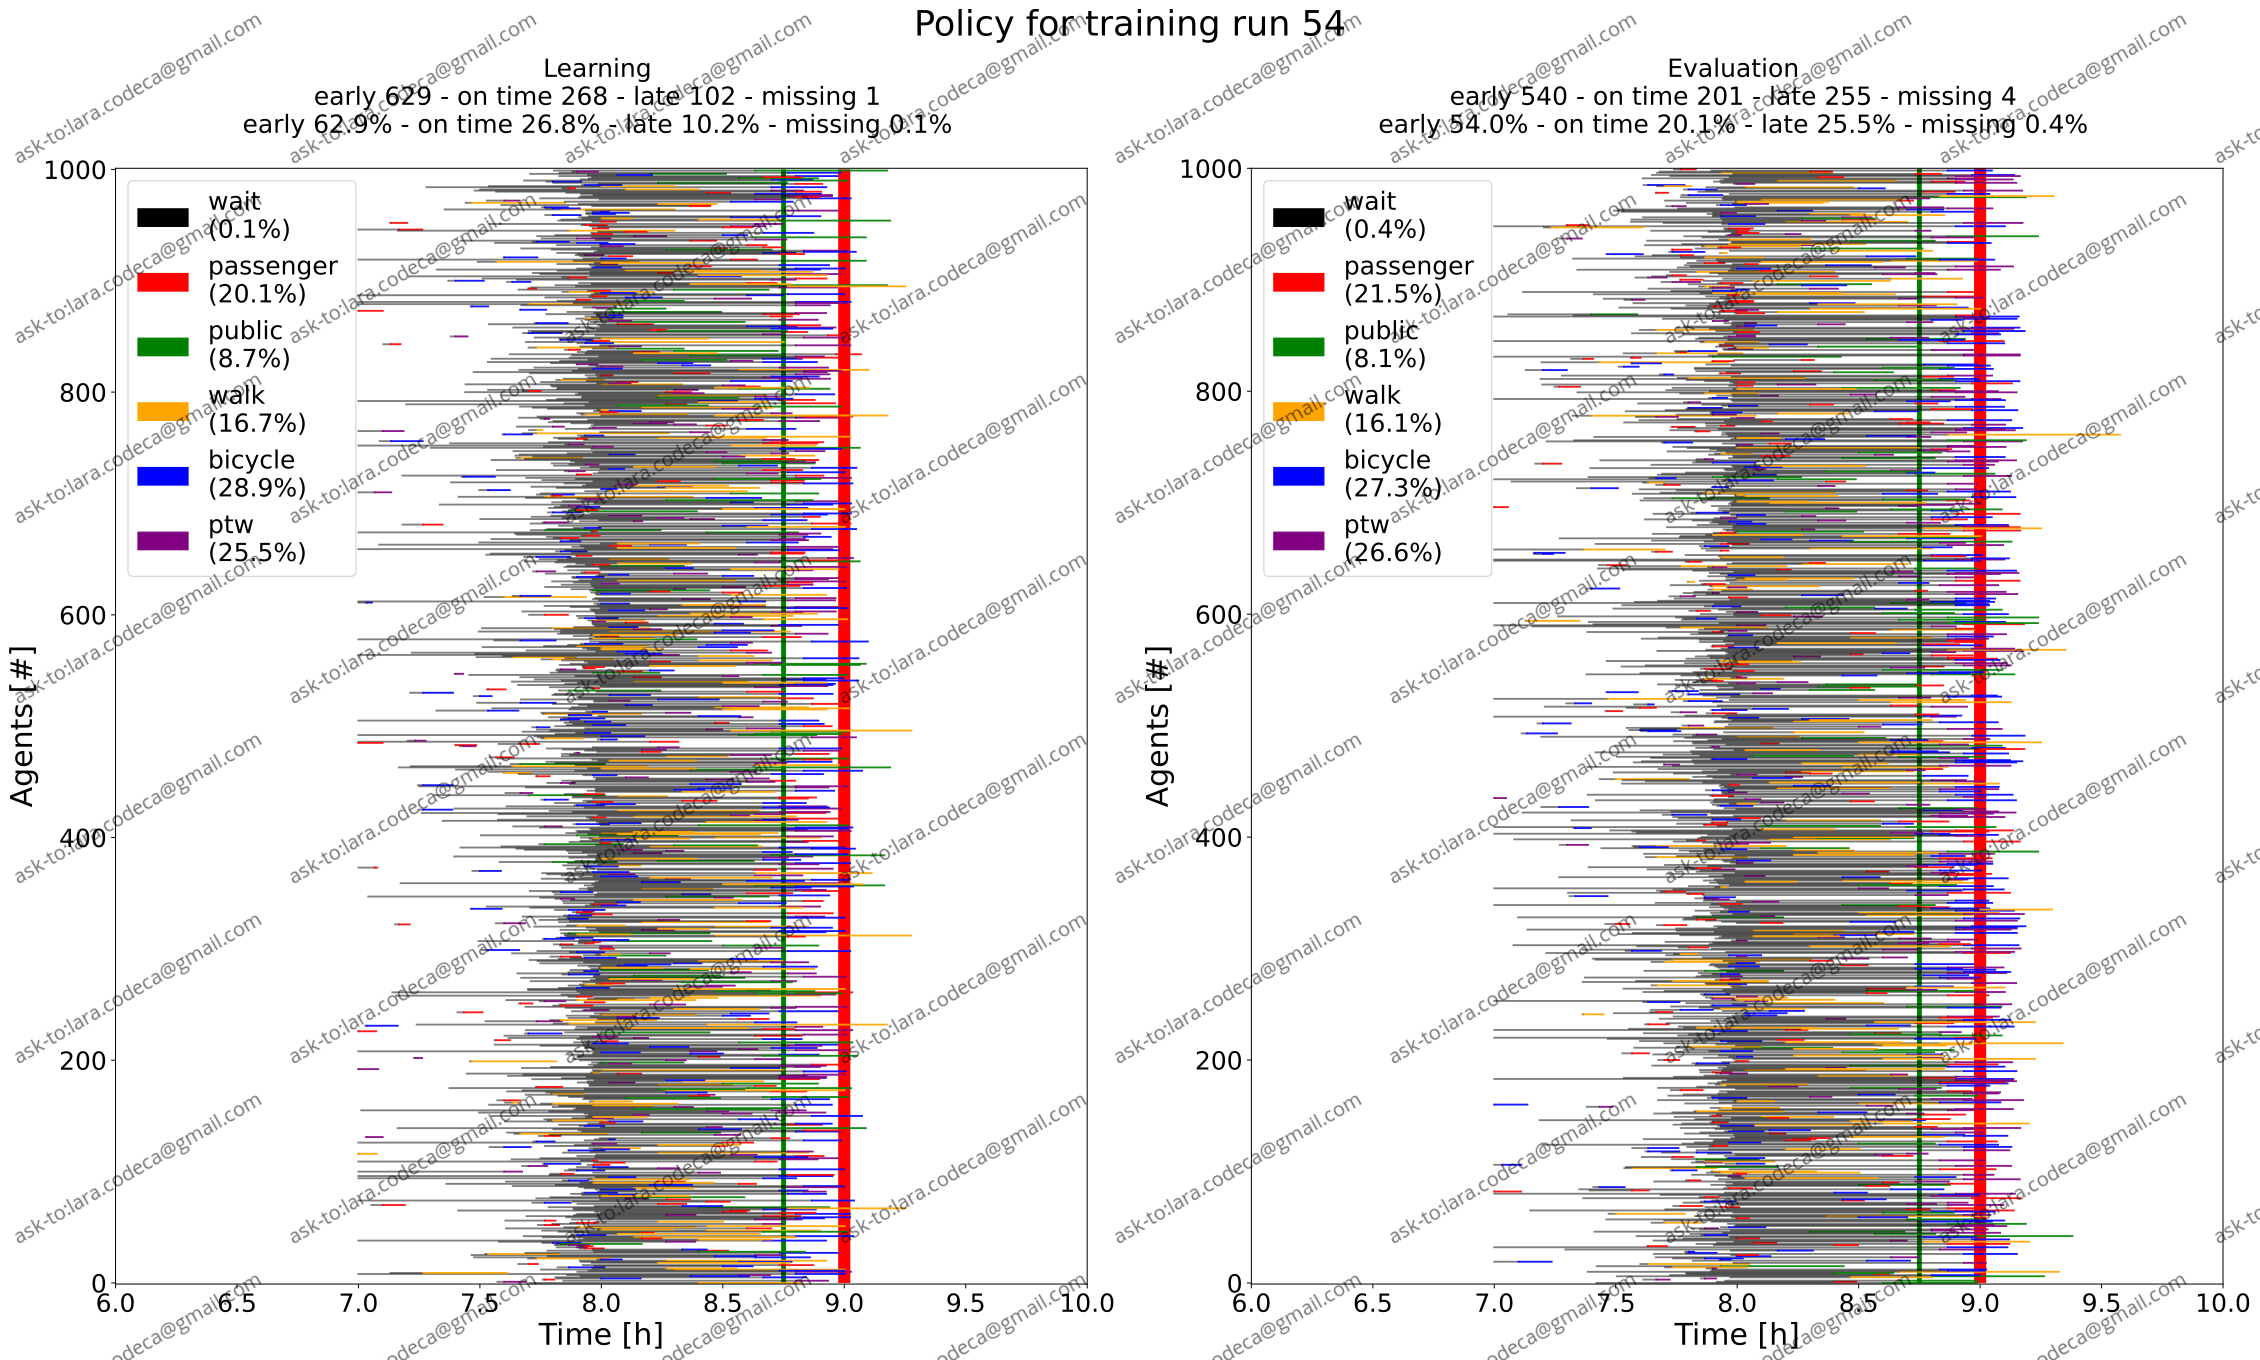 Policy for training run 54
Learning
early 629 - on time 268 - late 102 - missing 1
early 62.9% - on time 26.8% - late 10.2% - missing 0.1%
1000
800
600
400
200
0
Agents [#]
wait
(0.1%)
passenger
(20.1%)
public
(8.7%)
walk
(16.7%)
bicycle
(28.9%)
ptw
(25.5%)
6.0 6.5 7.0 7.5 8.0 8.5 9.0 9.5 10.0
Time [h]
Evaluation
early 540 - on time 201 - late 255 - missing 4
early 54.0% - on time 20.1% - late 25.5% - missing 0.4%
1000
800
600
400
200
0
Agents [#]
wait
(0.4%)
passenger
(21.5%)
public
(8.1%)
walk
(16.1%)
bicycle
(27.3%)
ptw
(26.6%)
6.0 6.5 7.0 7.5 8.0 8.5 9.0 9.5 10.0
Time [h]
ask-to:lara.codeca@gmail.com